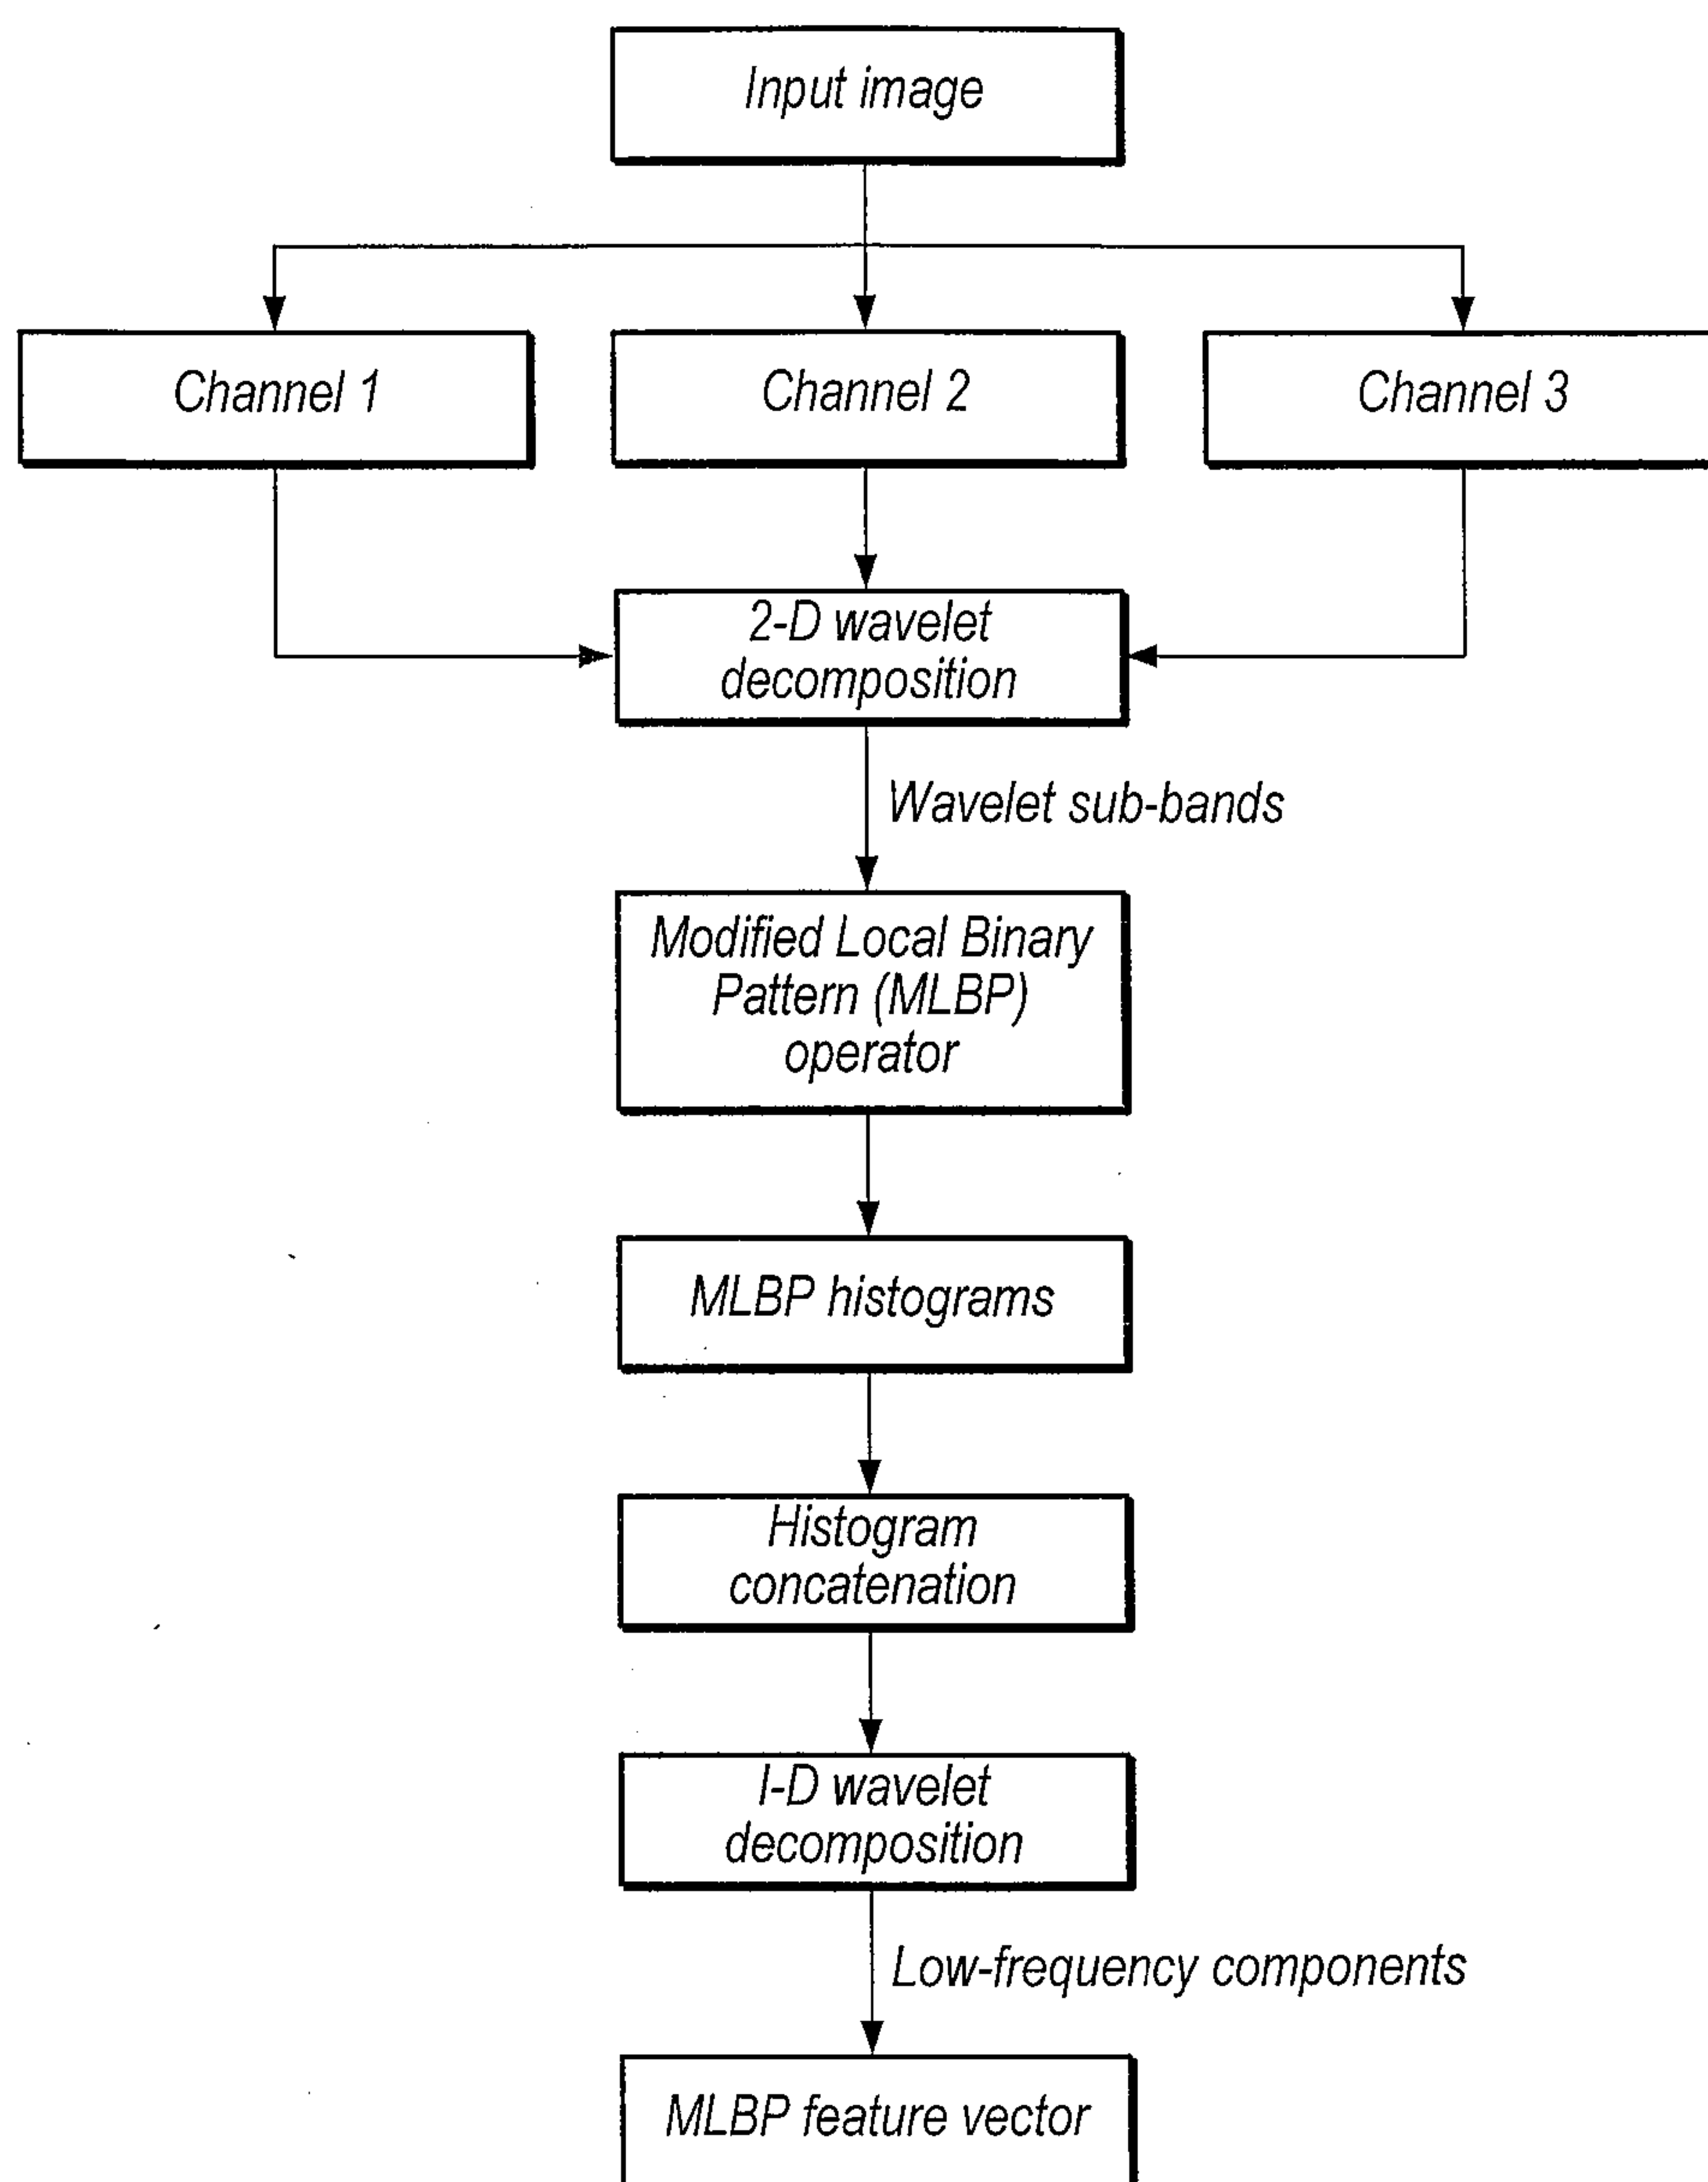 Input image
Channel 1
Channel 2
Channel 3
2-D wavelet
decomposition
Wavelet sub-bands
Modified Local Binary
Pattern (MLBP)
operator
MLBP histograms
Histogram
concatenation
I-D wavelet
decomposition
Low-frequency components
MLBP feature vector